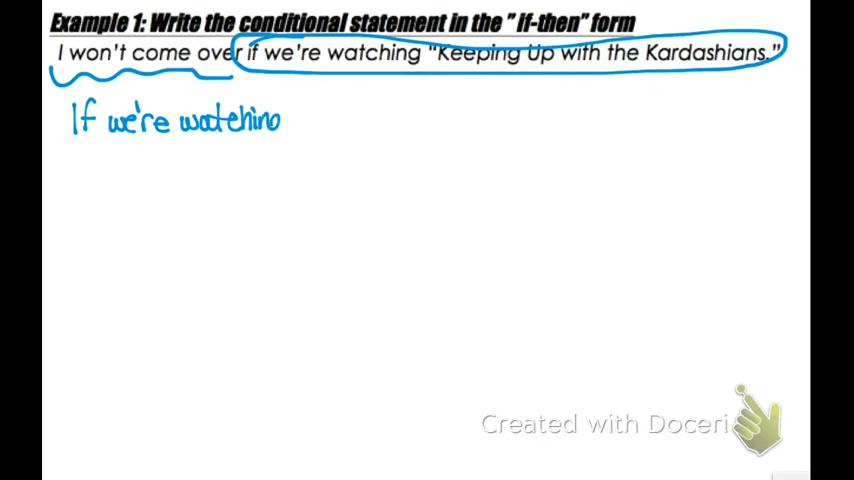 Example 1: Write the conditional statement in the "if-then" form
I won't come over if we're watching "Keeping Up with the Kardashians."
If we're watching
Created with Doceri